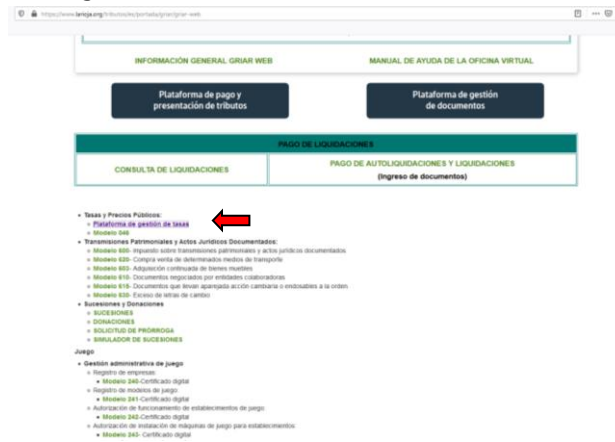 https://www.larioja.org/tributos/es/portada/griar/griar-web
INFORMACIÓN GENERAL GRIAR WEB
MANUAL DE AYUDA DE LA OFICINA VIRTUAL
Plataforma de pago y
presentación de tributos
Plataforma de gestión
de documentos
PAGO DE LIQUIDACIONES
CONSULTA DE LIQUIDACIONES
PAGO DE AUTOLIQUIDACIONES Y LIQUIDACIONES
(Ingreso de documentos)
Tasas y Precios Públicos:
Plataforma de gestión de tasas
Modelo 046
Transmisiones Patrimoniales y Actos Jurídicos Documentados:
Modelo 600- Impuesto sobre transmisiones patrimoniales y actos jurídicos documentados
Modelo 620- Compra venta de determinados medios de transporte
Modelo 603- Adquisición continuada de bienes muebles
Modelo 610- Documentos negociados por entidades colaboradoras
Modelo 615- Documentos que llevan aparejada acción cambiaria o endosables a la orden
Modelo 630- Exceso de letras de cambio
Sucesiones y Donaciones
SUCESIONES
DONACIONES
SOLICITUD DE PRÓRROGA
SIMULADOR DE SUCESIONES
Juego
Gestión administrativa de juego
Registro de empresas
Modelo 240-Certificado digital
Registro de modelos de juego
Modelo 241-Certificado digital
Autorización de funcionamiento de establecimientos de juego
Modelo 242-Certificado digital
Autorización de instalación de máquinas de juego para establecimientos
Modelo 243- Certificado digital